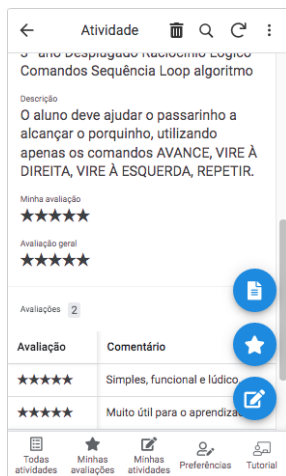 Atividade
3º ano Desplugado Raciocínio Lógico
Comandos Sequência Loop algoritmo
Descrição
O aluno deve ajudar o passarinho a
alcançar o porquinho, utilizando
apenas os comandos AVANCE, VIRE À
DIREITA, VIRE À ESQUERDA, REPETIR.
Minha avaliação
★★★★★
Avaliação geral
★★★★★
Avaliações 2
Avaliação Comentário
★★★★★ Simples, funcional e lúdico
★★★★★ Muito útil para o
Todas atividades
Minhas avaliações
Minhas atividades
Preferências
Tutorial